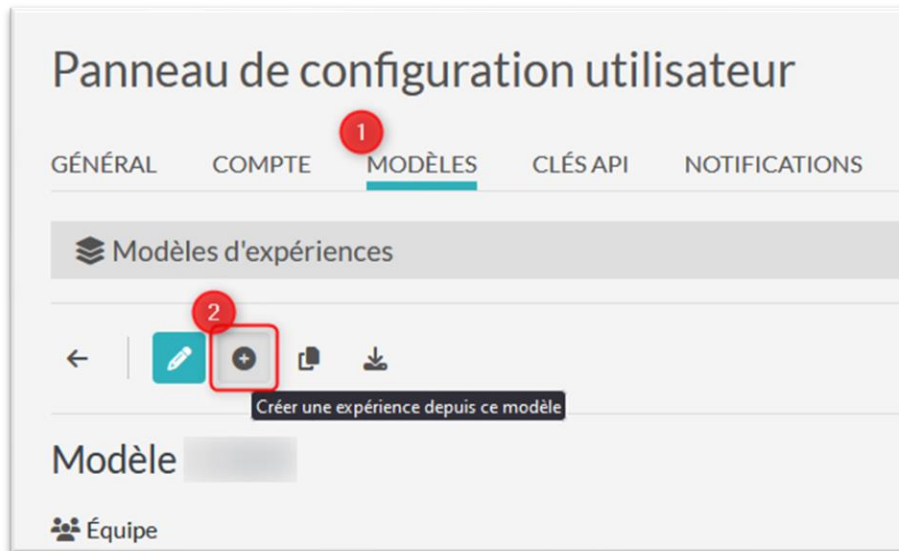 Panneau de configuration utilisateur
1
GÉNÉRAL COMPTE MODÈLES CLÉS API NOTIFICATIONS
Modèles d'expériences
2
Créer une expérience depuis ce modèle
Modèle
Équipe